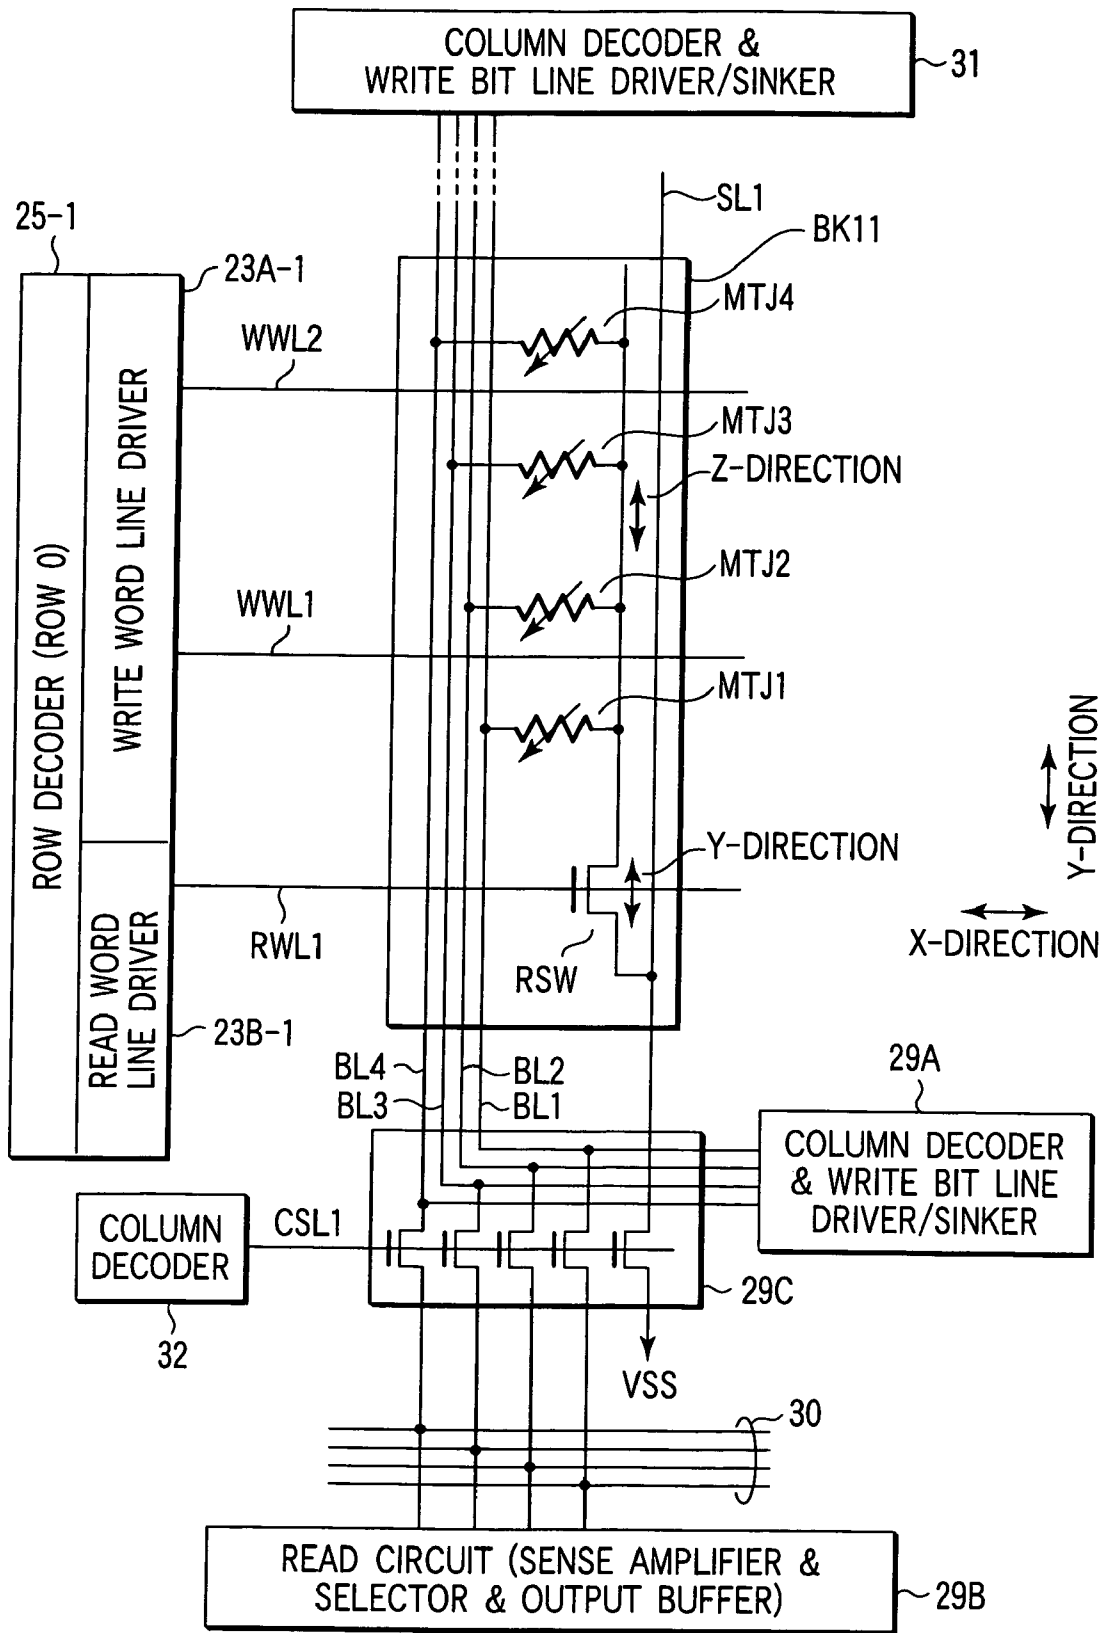 COLUMN DECODER &
WRITE BIT LINE DRIVER/SINKER
31
SL1
BK11
25-1
23A-1
MTJ4
WWL2
MTJ3
Z-DIRECTION
MTJ2
WWL1
MTJ1
ROW DECODER (ROW 0)
WRITE WORD LINE DRIVER
READ WORD
LINE DRIVER
Y-DIRECTION
Y-DIRECTION
X-DIRECTION
RWL1
RSW
23B-1
BL4
BL2
BL3
BL1
29A
COLUMN DECODER
& WRITE BIT LINE
DRIVER/SINKER
COLUMN
DECODER
CSL1
29C
32
VSS
30
READ CIRCUIT (SENSE AMPLIFIER &
SELECTOR & OUTPUT BUFFER)
29B